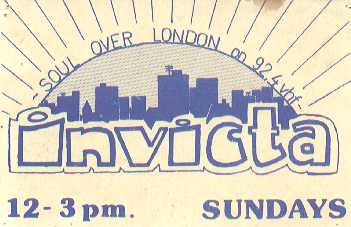 SOUL OVER LONDON on 92.4 vhf
invicta
12-3 pm. SUNDAYS